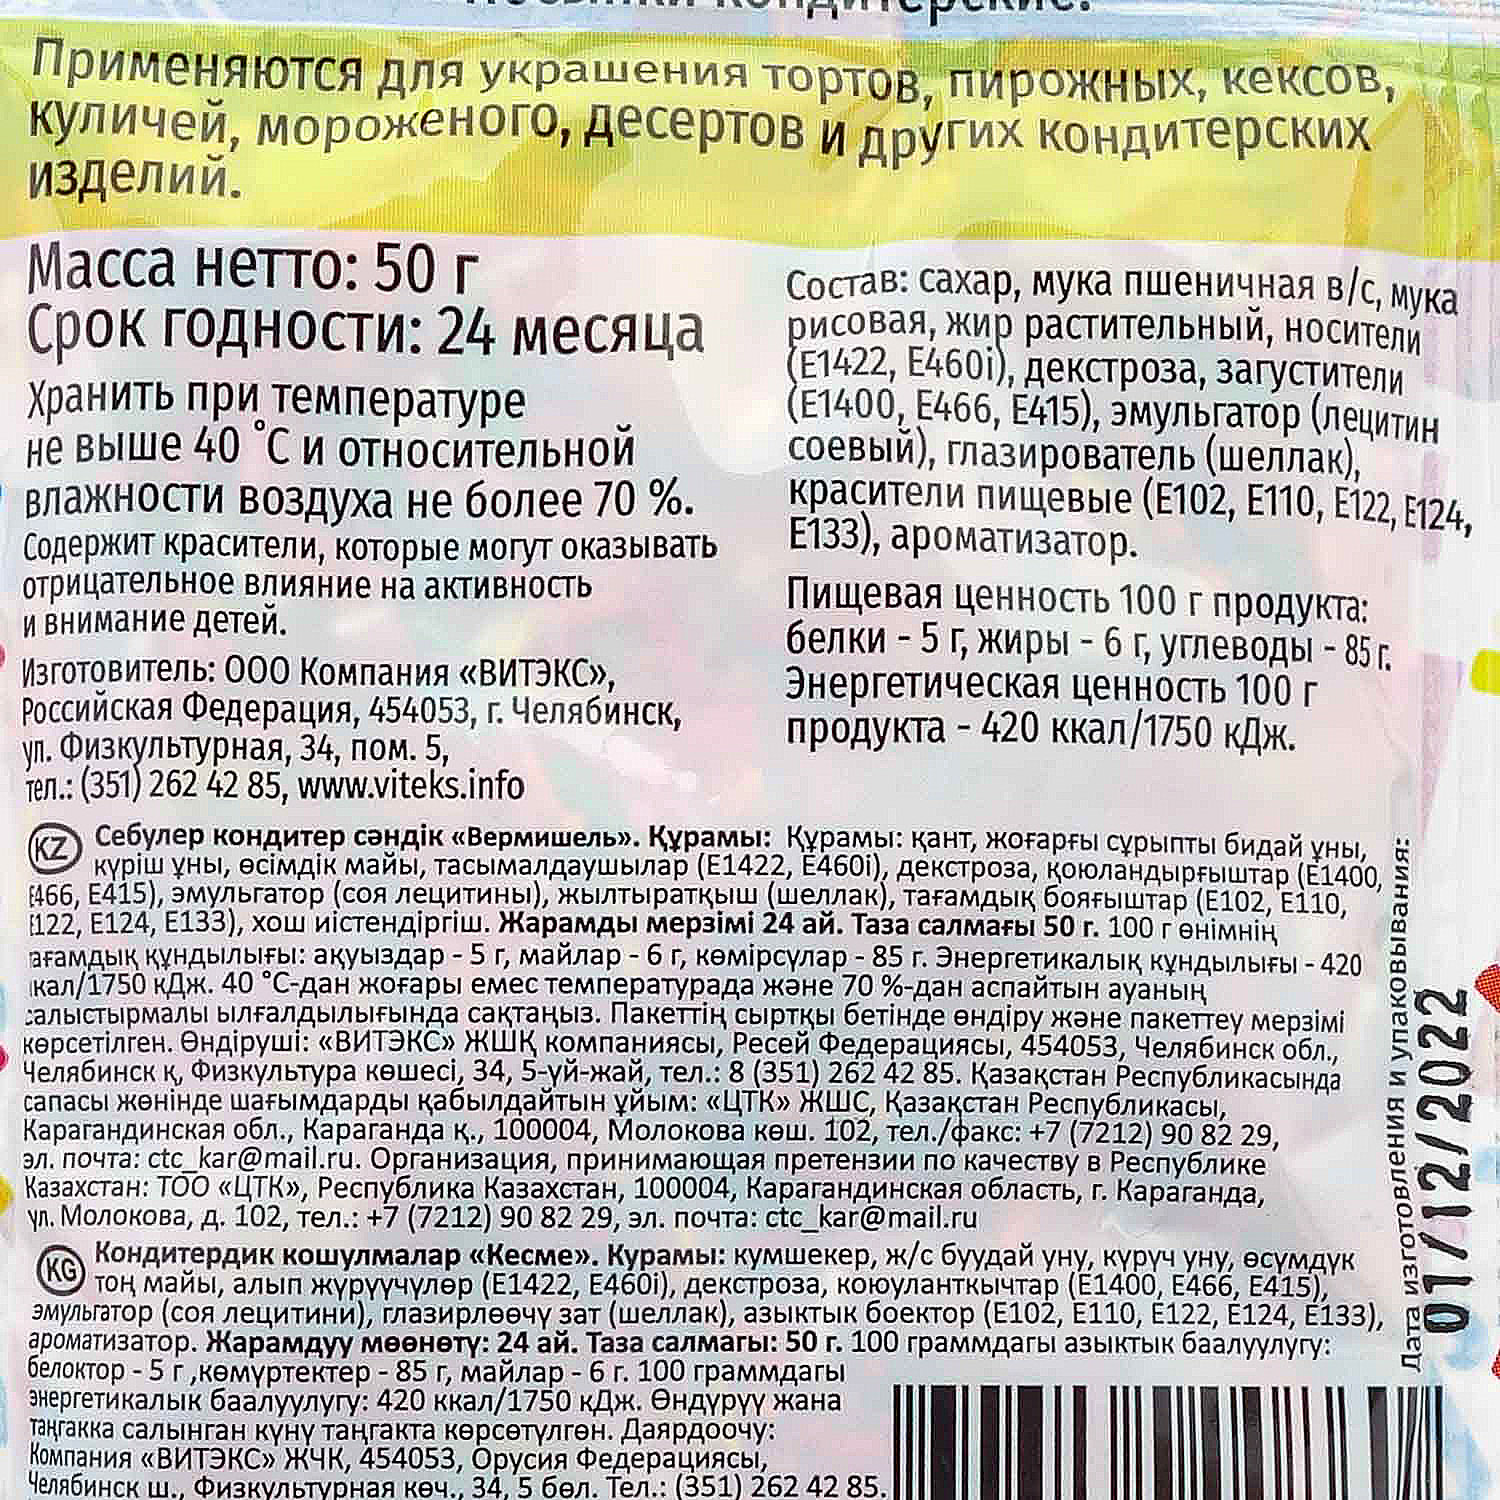 Посыпки кондитерские.
Применяются для украшения тортов, пирожных, кексов,
куличей, мороженого, десертов и других кондитерских
изделий.
Масса нетто: 50 г
Срок годности: 24 месяца
Хранить при температуре
не выше 40 °С и относительной
влажности воздуха не более 70 %.
Содержит красители, которые могут оказывать
отрицательное влияние на активность
и внимание детей.
Изготовитель: ООО Компания «ВИТЭКС»,
Российская Федерация, 454053, г. Челябинск,
ул. Физкультурная, 34, пом. 5,
тел.: (351) 262 42 85, www.viteks.info
Состав: сахар, мука пшеничная в/с, мука
рисовая, жир растительный, носители
(Е1422, Е460i), декстроза, загустители
(Е1400, Е466, Е415), эмульгатор (лецитин
соевый), глазирователь (шеллак),
красители пищевые (Е102, Е110, Е122, Е124,
Е133), ароматизатор.
Пищевая ценность 100 г продукта:
белки - 5 г, жиры - 6 г, углеводы - 85 г.
Энергетическая ценность 100 г
продукта - 420 ккал/1750 кДж.
KZ Себулер кондитер сәндік «Вермишель». Құрамы: Құрамы: қант, жоғарғы сұрыпты бидай ұны,
күріш ұны, өсімдік майы, тасымалдаушылар (Е1422, Е460i), декстроза, қоюландырғыштар (Е1400,
Е466, Е415), эмульгатор (соя лецитины), жылтыратқыш (шеллак), тағамдық бояғыштар (Е102, Е110,
Е122, Е124, Е133), хош иістендіргіш. Жарамды мерзімі 24 ай. Таза салмағы 50 г. 100 г өнімнің
тағамдық құндылығы: ақуыздар - 5 г, майлар - 6 г, көмірсулар - 85 г. Энергетикалық құндылығы - 420
ккал/1750 кДж. 40 °С-дан жоғары емес температурада және 70 %-дан аспайтын ауаның
салыстырмалы ылғалдылығында сақтаңыз. Пакеттің сыртқы бетінде өндіру және пакеттеу мерзімі
көрсетілген. Өндіруші: «ВИТЭКС» ЖШҚ компаниясы, Ресей Федерациясы, 454053, Челябинск обл.,
Челябинск қ, Физкультура көшесі, 34, 5-үй-жай, тел.: 8 (351) 262 42 85. Қазақстан Республикасында
сапасы жөнінде шағымдарды қабылдайтын ұйым: «ЦТК» ЖШС, Қазақстан Республикасы,
Карагандинская обл., Караганда қ., 100004, Молокова көш. 102, тел./факс: +7 (7212) 90 82 29,
эл. почта: ctc_kar@mail.ru. Организация, принимающая претензии по качеству в Республике
Казахстан: ТОО «ЦТК», Республика Казахстан, 100004, Карагандинская область, г. Караганда,
ул. Молокова, д. 102, тел.: +7 (7212) 90 82 29, эл. почта: ctc_kar@mail.ru
KG Кондитердик кошулмалар «Кесме». Курамы: кумшекер, ж/с буудай уну, күрүч уну, өсүмдүк
тоң майы, алып жүрүүчүлөр (Е1422, Е460i), декстроза, коюуланткычтар (Е1400, Е466, Е415),
эмульгатор (соя лецитини), глазирлөөчү зат (шеллак), азыктык боектор (Е102, Е110, Е122, Е124, Е133),
ароматизатор. Жарамдуу мөөнөтү: 24 ай. Таза салмагы: 50 г. 100 граммдагы азыктык баалуулугу:
белоктор - 5 г ,көмүртектер - 85 г, майлар - 6 г. 100 граммдагы
энергетикалык баалуулугу: 420 ккал/1750 кДж. Өндүрүү жана
таңгакка салынган күнү таңгакта көрсөтүлгөн. Даярдоочу:
Компания «ВИТЭКС» ЖЧК, 454053, Орусия Федерациясы,
Челябинск ш., Физкультурная көч., 34, 5 бөл. Тел.: (351) 262 42 85.
Дата изготовления и упаковывания:
01/12/2022